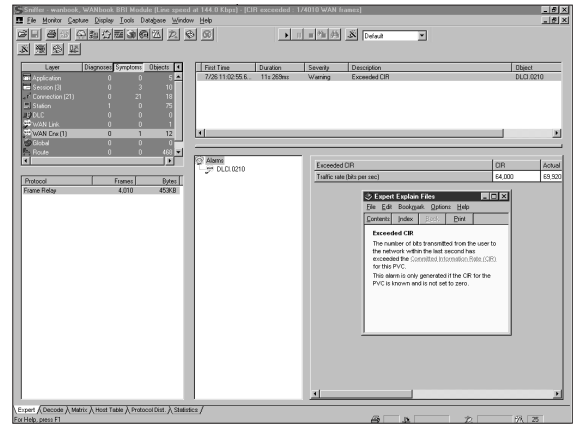 Sniffer - wanbook, WANbook BRI Module (Line speed at 144.0 Kbps) - [CIR exceeded : 1/4010 WAN frames]
File Monitor Capture Display Tools Database Window Help
Default
Layer Diagnoses Symptoms Objects
Application 0 0 5
Session (3) 0 3 10
Connection (21) 0 21 18
Station 1 0 75
DLC 0 0 0
WAN Link 0 0 1
WAN Cnx (1) 0 1 12
Global 0 0 0
Route 0 0 460
Protocol Frames Bytes
Frame Relay 4,010 453KB
First Time Duration Severity Description Object
7/26 11:02:55.6... 11s 269ms Warning Exceeded CIR DLCI.0210
Alarms
DLCI.0210
Exceeded CIR CIR Actual
Traffic rate (bits per sec) 64,000 69,920
Expert Explain Files
File Edit Bookmark Options Help
Contents Index Back Print
Exceeded CIR
The number of bits transmitted from the user to
the network within the last second has
exceeded the Committed Information Rate (CIR)
for this PVC.
This alarm is only generated if the CIR for the
PVC is known and is not set to zero.
Expert Decode Matrix Host Table Protocol Dist. Statistics
For Help, press F1
25